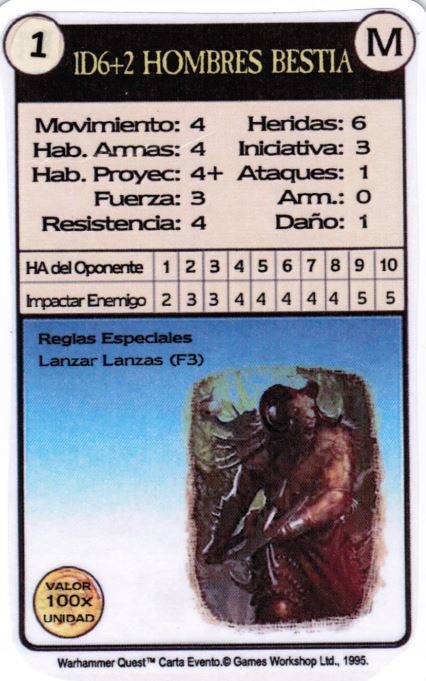 1
1D6+2 HOMBRES BESTIA
M
Movimiento: 4 Heridas: 6
Hab. Armas: 4 Iniciativa: 3
Hab. Proyec: 4+ Ataques: 1
Fuerza: 3 Arm.: 0
Resistencia: 4 Daño: 1
HA del Oponente 1 2 3 4 5 6 7 8 9 10
Impactar Enemigo 2 3 3 4 4 4 4 4 5 5
Reglas Especiales
Lanzar Lanzas (F3)
VALOR
100x
UNIDAD
Warhammer Quest™ Carta Evento.© Games Workshop Ltd., 1995.